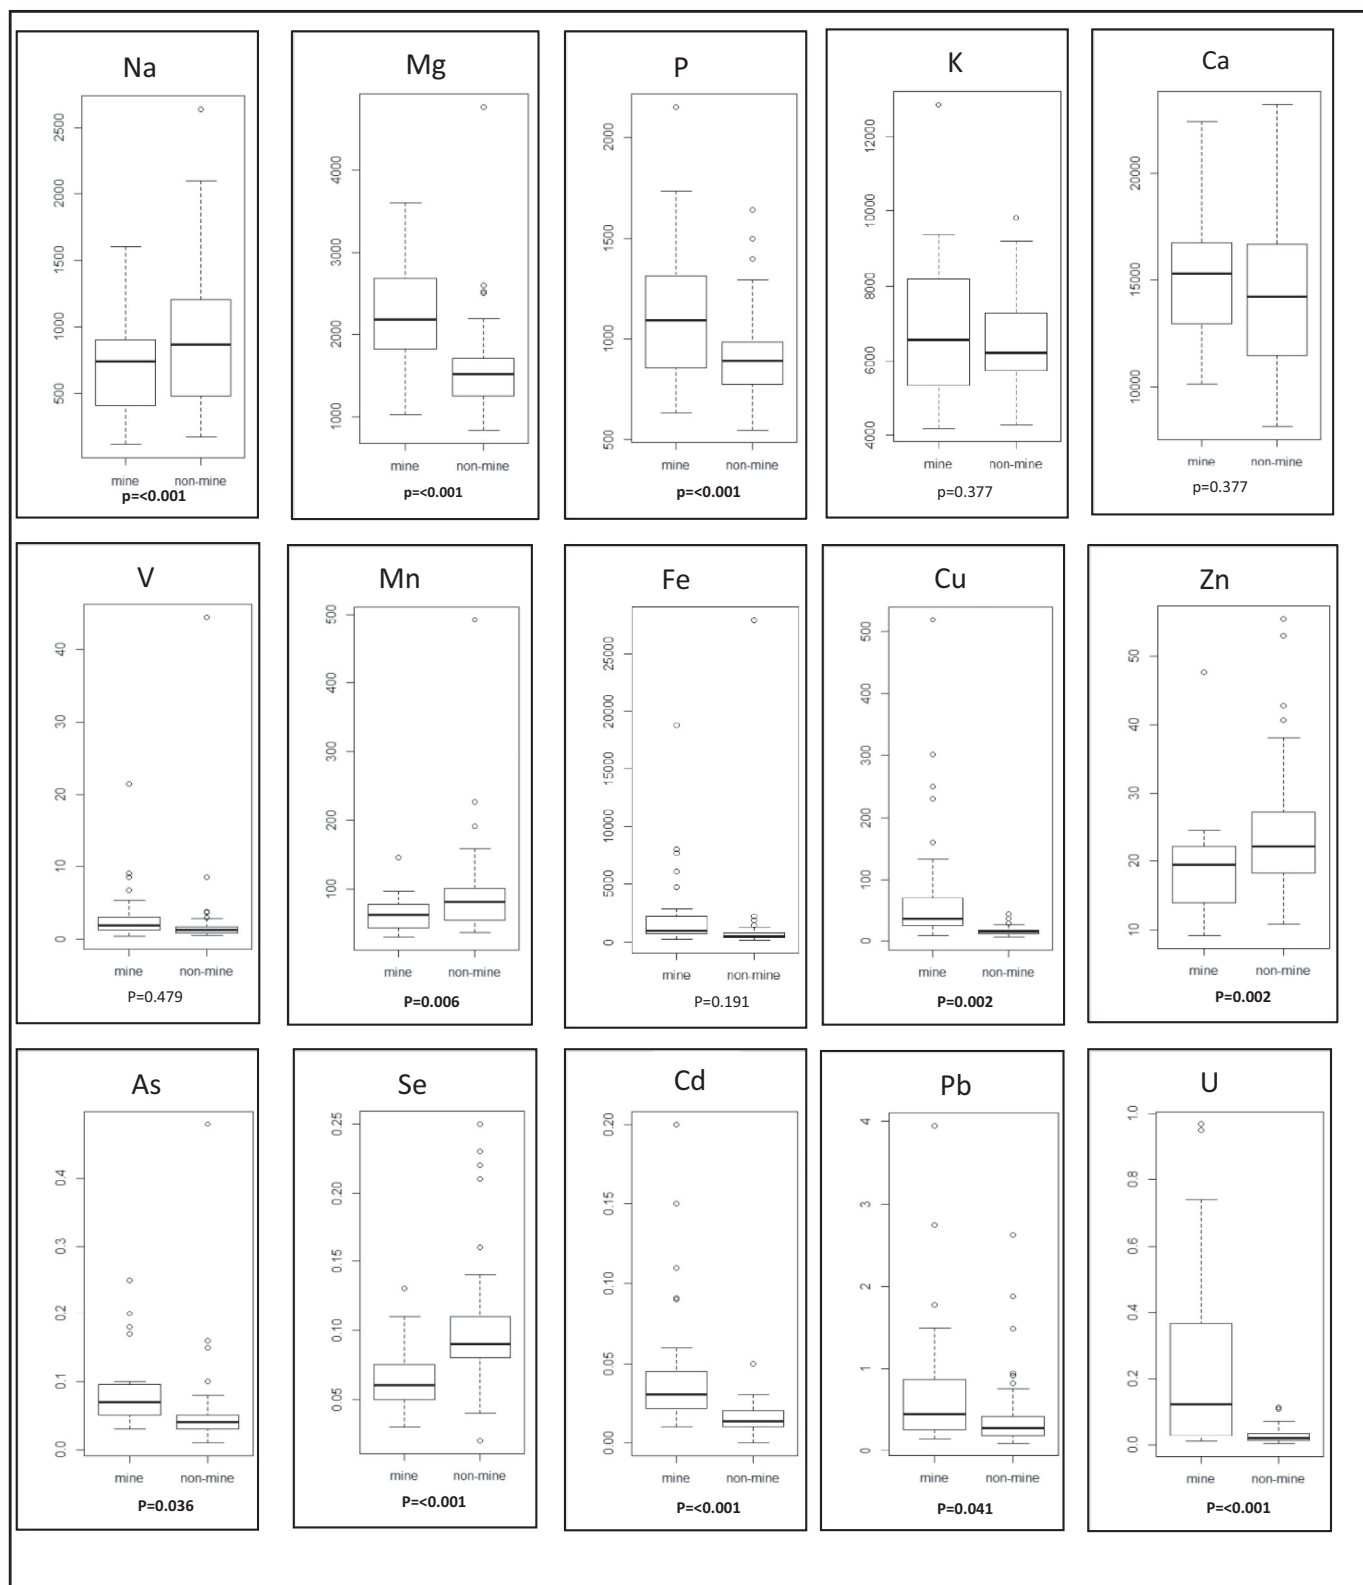 Na
Mg
P
K
Ca
2500
2000
1500
1000
500
mine non-mine
p=<0.001
4000
3000
2000
1000
mine non-mine
p=<0.001
2000
1500
1000
500
mine non-mine
p=<0.001
12000
10000
8000
6000
4000
mine non-mine
p=0.377
20000
15000
10000
mine non-mine
p=0.377
V
Mn
Fe
Cu
Zn
40
30
20
10
0
mine non-mine
P=0.479
500
400
300
200
100
mine non-mine
P=0.006
25000
20000
15000
10000
5000
0
mine non-mine
P=0.191
500
400
300
200
100
0
mine non-mine
P=0.002
50
40
30
20
10
mine non-mine
P=0.002
As
Se
Cd
Pb
U
0.4
0.3
0.2
0.1
0.0
mine non-mine
P=0.036
0.25
0.20
0.15
0.10
0.05
mine non-mine
P=<0.001
0.20
0.15
0.10
0.05
0.00
mine non-mine
P=<0.001
4
3
2
1
0
mine non-mine
P=0.041
1.0
0.8
0.6
0.4
0.2
0.0
mine non-mine
P=<0.001